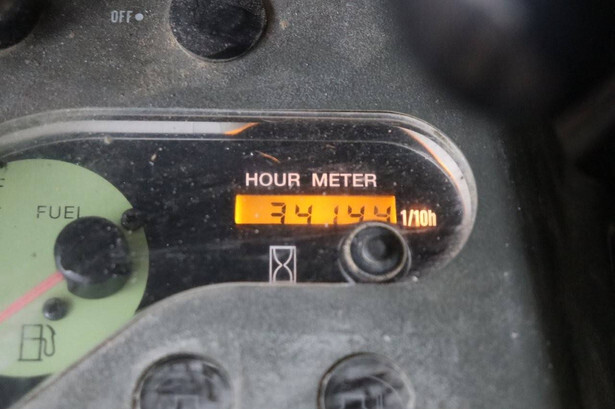 OFF
HOUR METER
34144 1/10h
FUEL